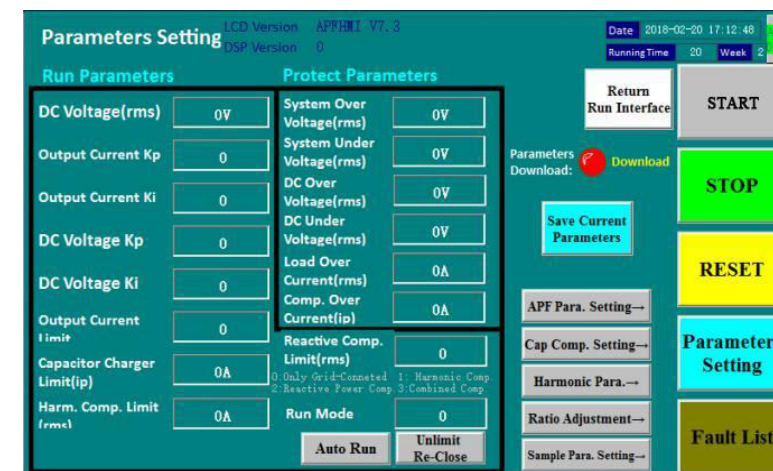 Parameters Setting
LCD Version APFHMI V7.3
DSP Version 0
Date 2018-02-20 17:12:48
Running Time 20 Week 2
Run Parameters
DC Voltage(rms) 0V
Output Current Kp 0
Output Current Ki 0
DC Voltage Kp 0
DC Voltage Ki 0
Output Current
Limit 0
Capacitor Charger
Limit(ip) 0A
Harm. Comp. Limit
(rms) 0A
Protect Parameters
System Over
Voltage(rms) 0V
System Under
Voltage(rms) 0V
DC Over
Voltage(rms) 0V
DC Under
Voltage(rms) 0V
Load Over
Current(rms) 0A
Comp. Over
Current(ip) 0A
Reactive Comp.
Limit(rms) 0
0:Only Grid-Conneted 1: Harmonic Comp
2:Reactive Power Comp 3:Combined Comp
Run Mode 0
Auto Run
Unlimit
Re-Close
Return
Run Interface
Parameters
Download:
Download
Save Current
Parameters
APF Para. Setting→
Cap Comp. Setting→
Harmonic Para.→
Ratio Adjustment→
Sample Para. Setting→
START
STOP
RESET
Parameter
Setting
Fault List